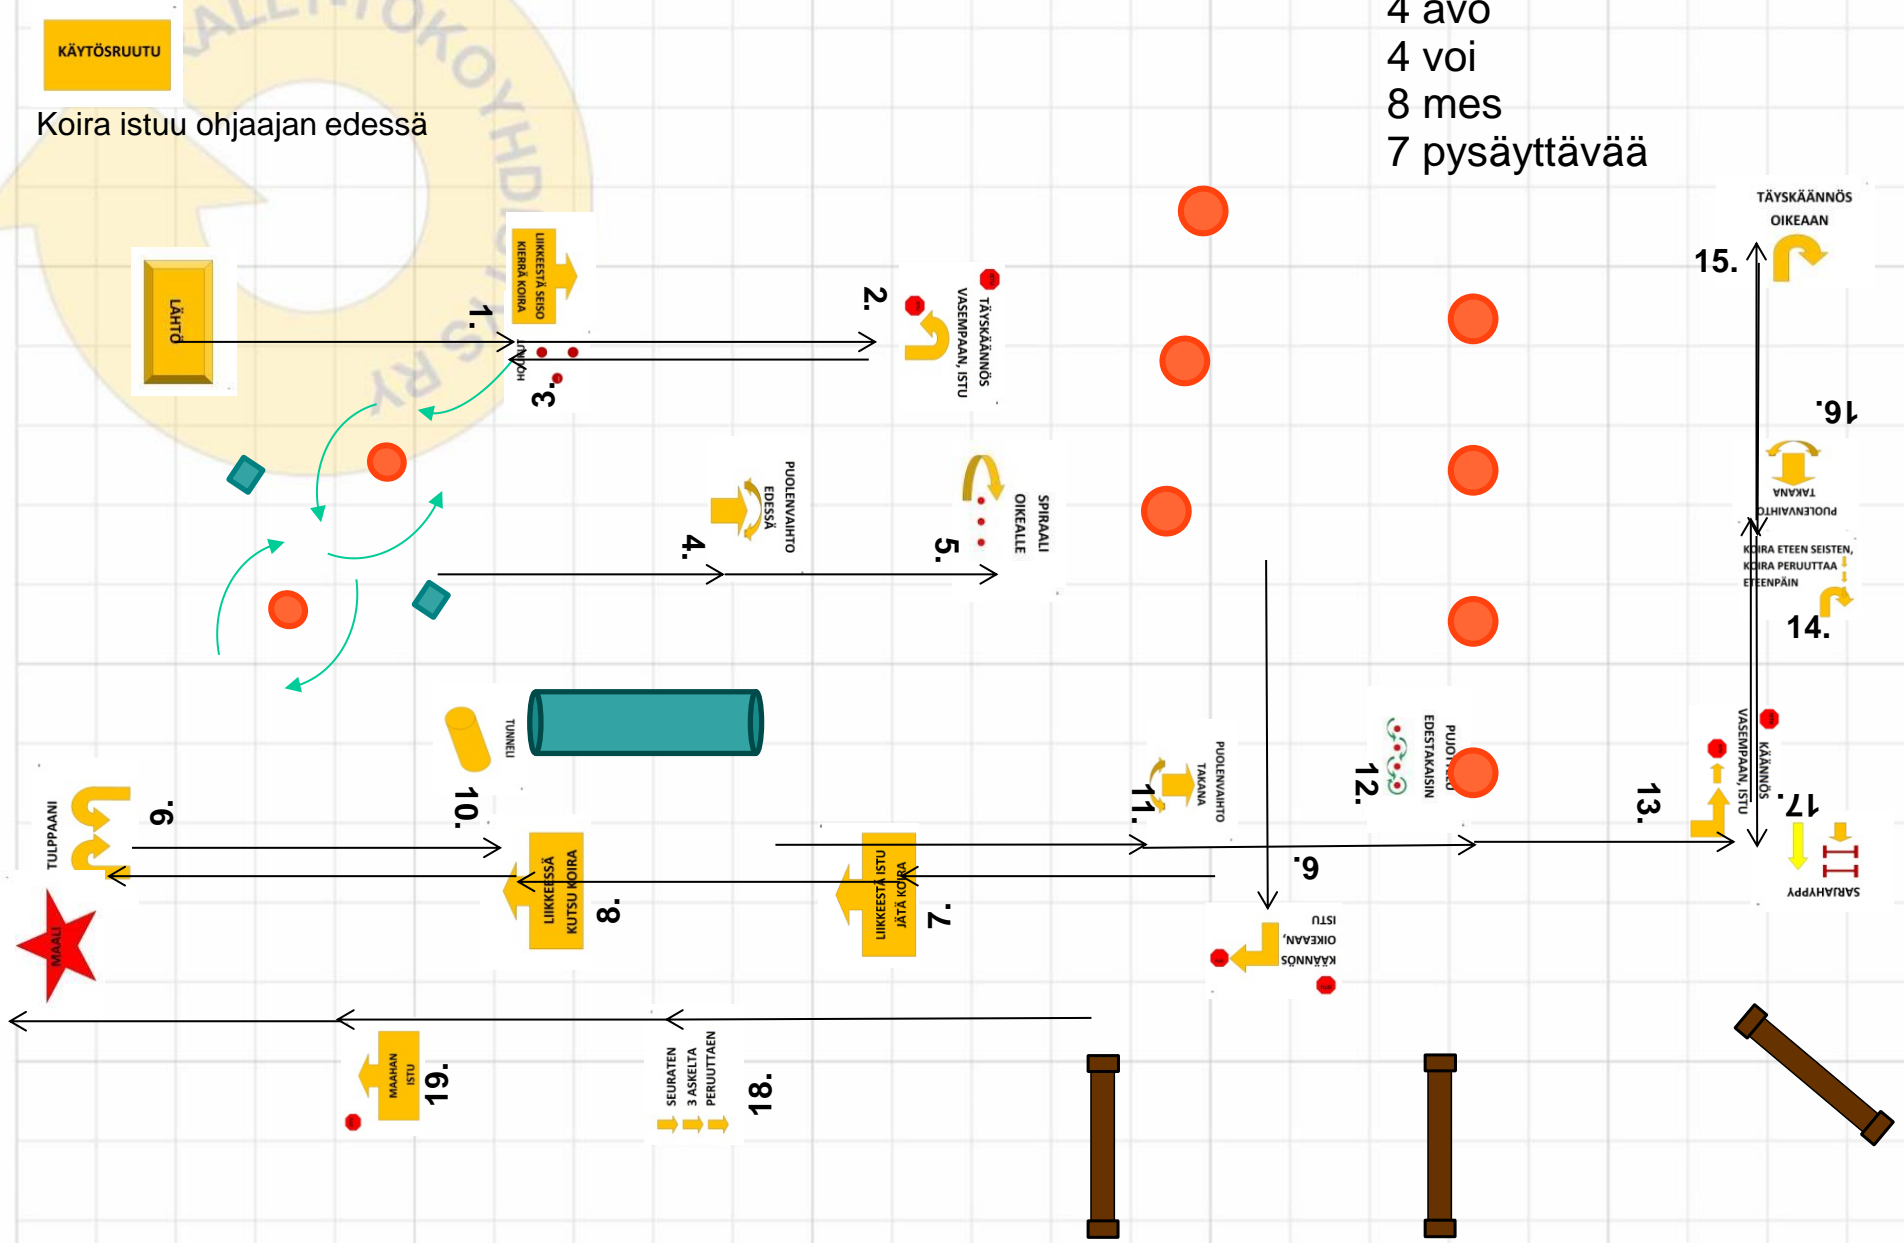 KÄYTÖSRUUTU
Koira istuu ohjaajan edessä
4 avo
4 voi
8 mes
7 pysäyttävää
LÄHTÖ
1.
LIIKKEESTÄ SEISO
KIERRÄ KOIRA
2.
TÄYSKÄÄNNÖS
VASEMPAAN, ISTU
3.
4.
PUOLENVAIHTO
EDESSÄ
5.
SPIRAALI
OIKEALLE
6.
KÄÄNNÖS
OIKEAAN,
ISTU
7.
LIIKKEESTÄ ISTU
JÄTÄ KOIRA
8.
LIIKKEESSÄ
KUTSU KOIRA
9.
TULPPAANI
10.
TUNNELI
11.
PUOLENVAIHTO
TAKANA
12.
PUJOTTELU
EDESTAKAISIN
13.
KÄÄNNÖS
VASEMPAAN, ISTU
14.
KOIRA ETEEN SEISTEN,
KOIRA PERUUTTAA
ETEENPÄIN
15.
TÄYSKÄÄNNÖS
OIKEAAN
16.
PUOLENVAIHTO
TAKANA
17.
SARJAHYPPY
18.
SEURATEN
3 ASKELTA
PERUUTTAEN
19.
MAAHAN
ISTU
MAALI